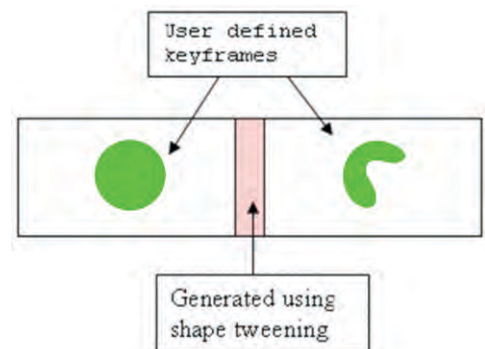 User defined
keyframes
Generated using
shape tweening